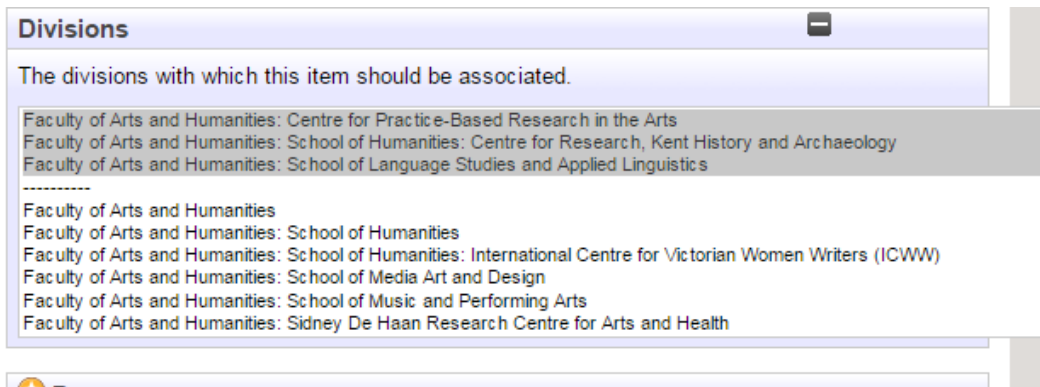 Divisions
The divisions with which this item should be associated.
Faculty of Arts and Humanities: Centre for Practice-Based Research in the Arts
Faculty of Arts and Humanities: School of Humanities: Centre for Research, Kent History and Archaeology
Faculty of Arts and Humanities: School of Language Studies and Applied Linguistics
----------
Faculty of Arts and Humanities
Faculty of Arts and Humanities: School of Humanities
Faculty of Arts and Humanities: School of Humanities: International Centre for Victorian Women Writers (ICWW)
Faculty of Arts and Humanities: School of Media Art and Design
Faculty of Arts and Humanities: School of Music and Performing Arts
Faculty of Arts and Humanities: Sidney De Haan Research Centre for Arts and Health